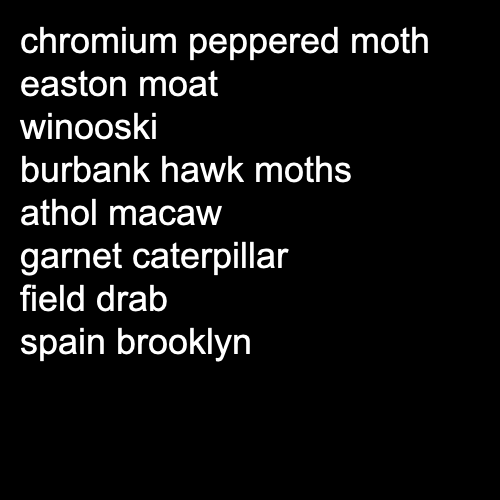 chromium peppered moth
easton moat
winooski
burbank hawk moths
athol macaw
garnet caterpillar
field drab
spain brooklyn